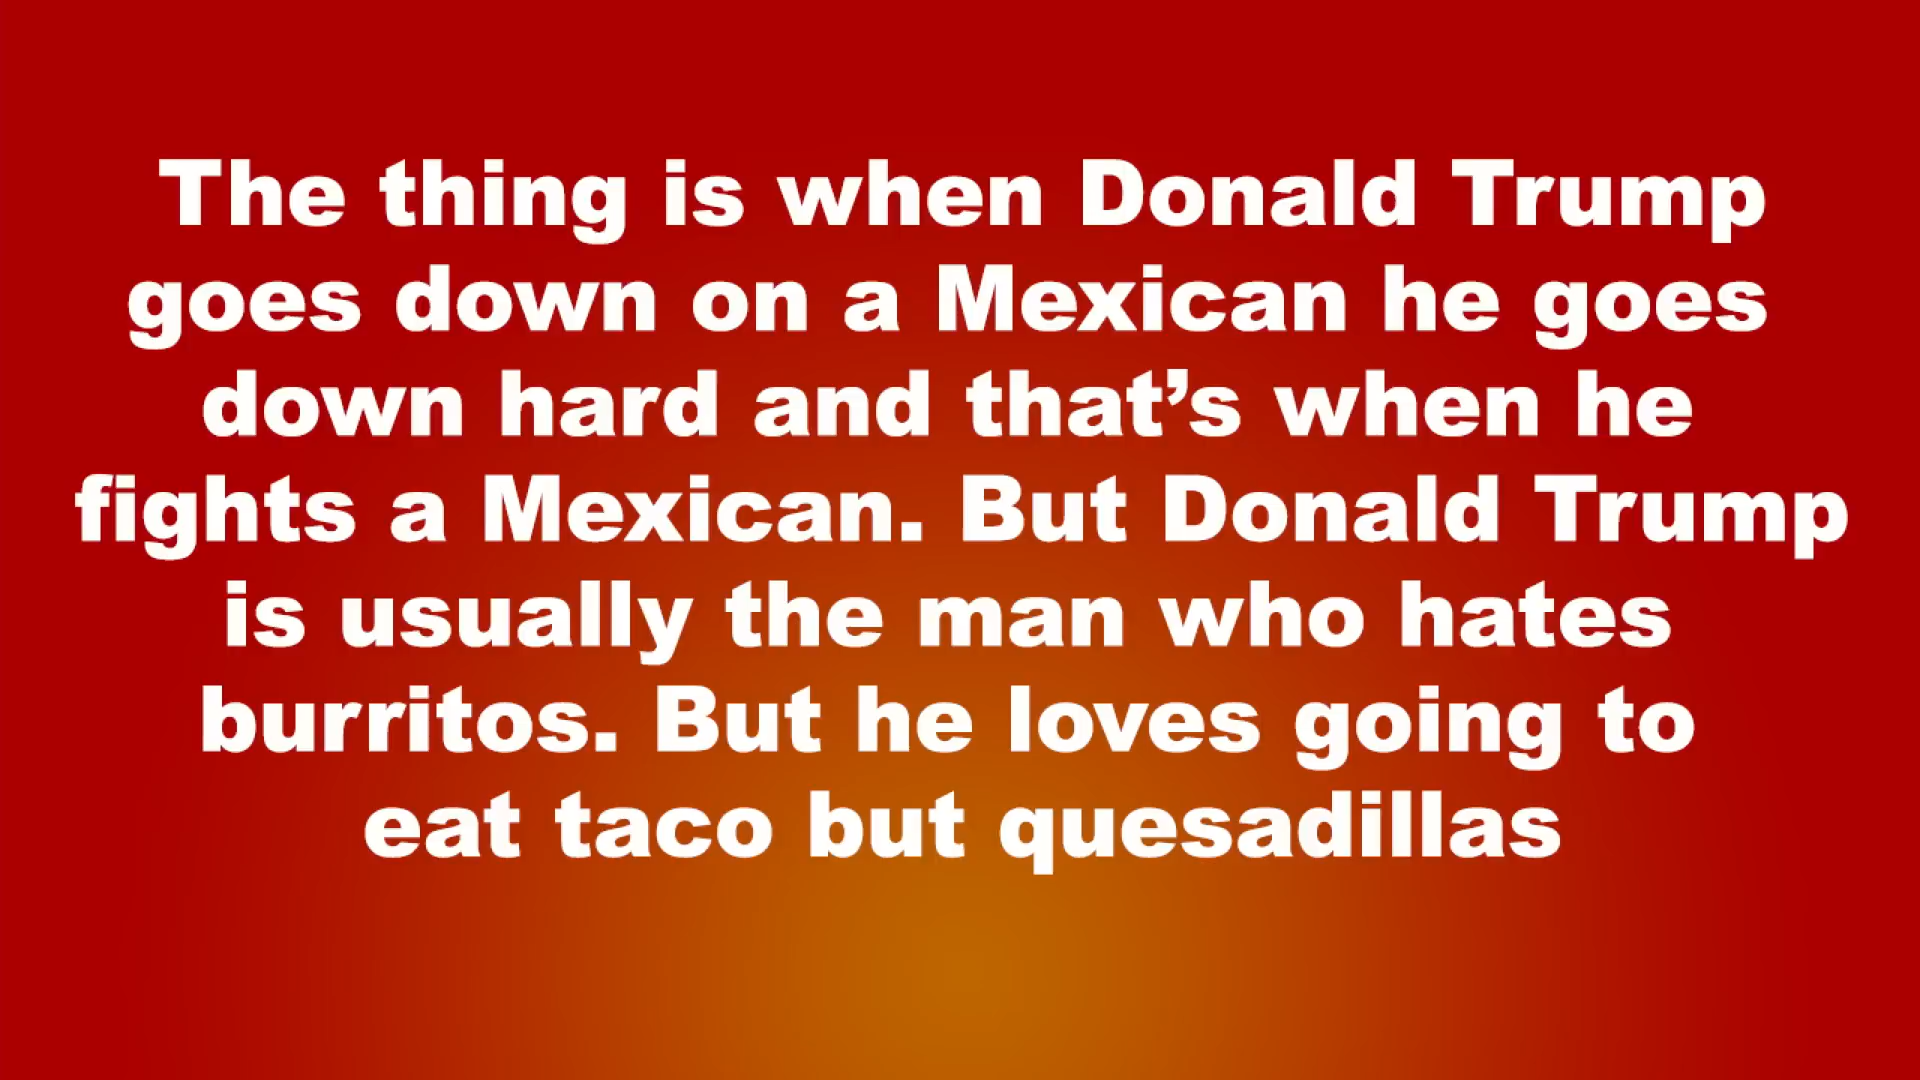 The thing is when Donald Trump
goes down on a Mexican he goes
down hard and that’s when he
fights a Mexican. But Donald Trump
is usually the man who hates
burritos. But he loves going to
eat taco but quesadillas